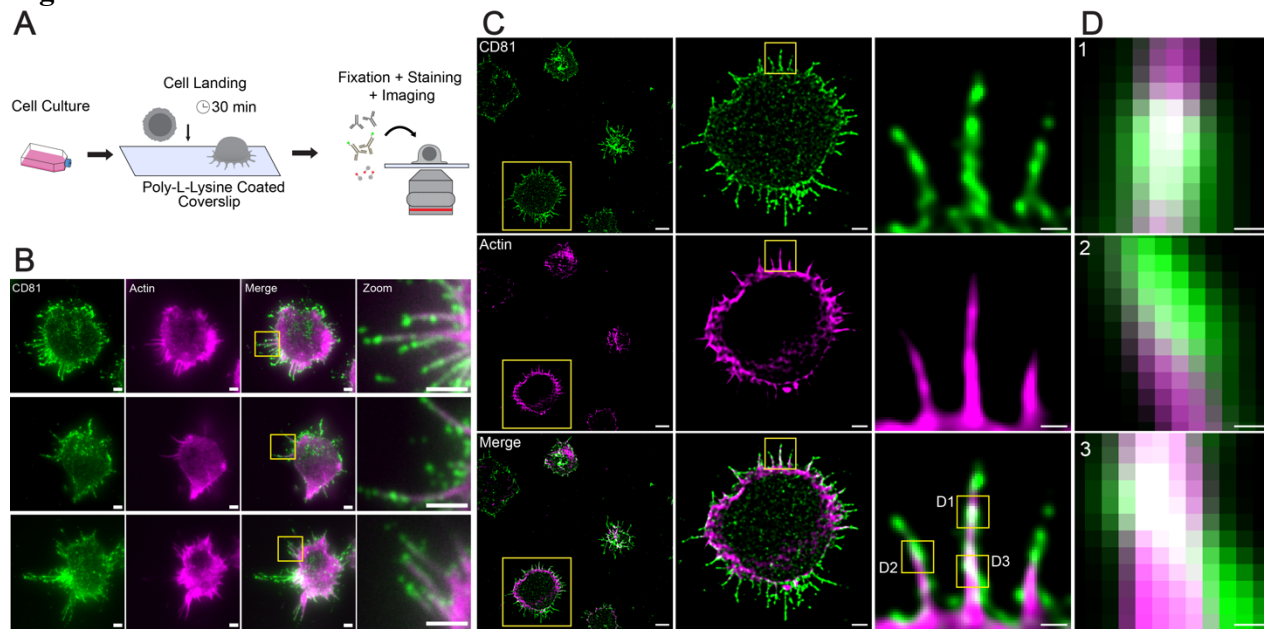 A
Cell Culture
Cell Landing
30 min
Poly-L-Lysine Coated
Coverslip
Fixation + Staining
+ Imaging
B
CD81
Actin
Merge
Zoom
C
CD81
Actin
Merge
D1
D2
D3
D
1
2
3